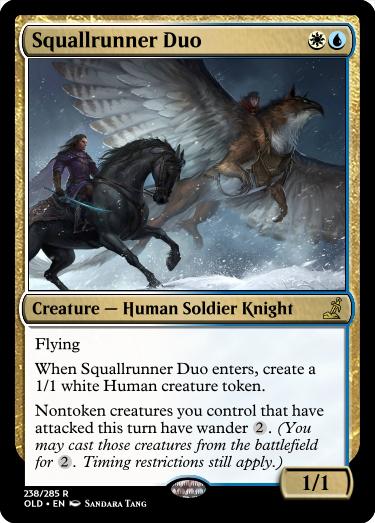 Squallrunner Duo
Creature — Human Soldier Knight
Flying
When Squallrunner Duo enters, create a
1/1 white Human creature token.
Nontoken creatures you control that have
attacked this turn have wander 2. (You
may cast those creatures from the battlefield
for 2. Timing restrictions still apply.)
1/1
238/285 R
OLD • EN Sandara Tang